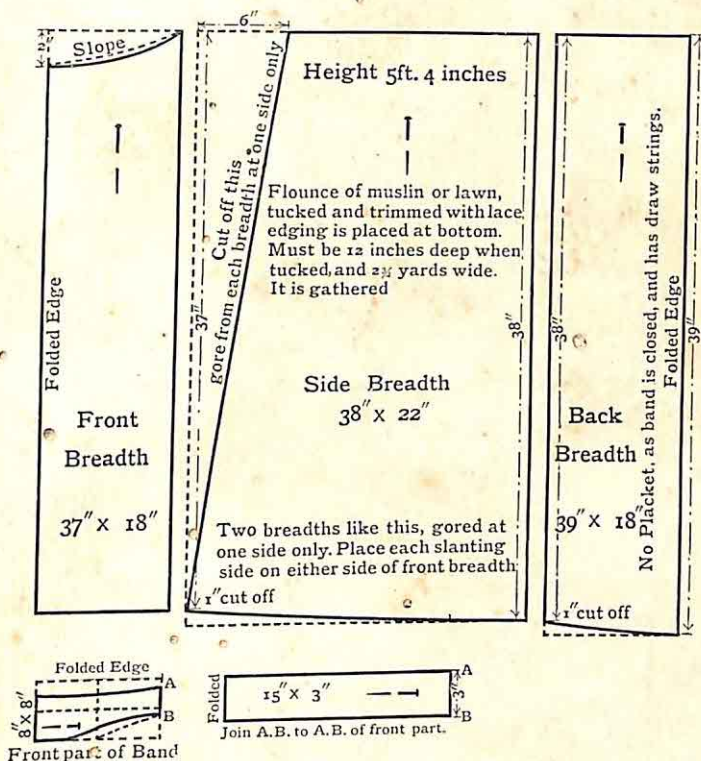 6"
2"
Slope
Folded Edge
Front
Breadth
37" x 18"
Cut off this
gore from each breadth at one side only
37"
Height 5ft. 4 inches
Flounce of muslin or lawn,
tucked and trimmed with lace
edging is placed at bottom.
Must be 12 inches deep when
tucked, and 2½ yards wide.
It is gathered
Side Breadth
38" x 22"
Two breadths like this, gored at
one side only. Place each slanting
side on either side of front breadth
1" cut off
38"
38"
Back
Breadth
39" x 18"
No Placket, as band is closed, and has draw strings.
Folded Edge
39"
1" cut off
Folded Edge
A
B
8" x 8"
Front part of Band
Folded
15" x 3"
A
3"
B
Join A.B. to A.B. of front part.